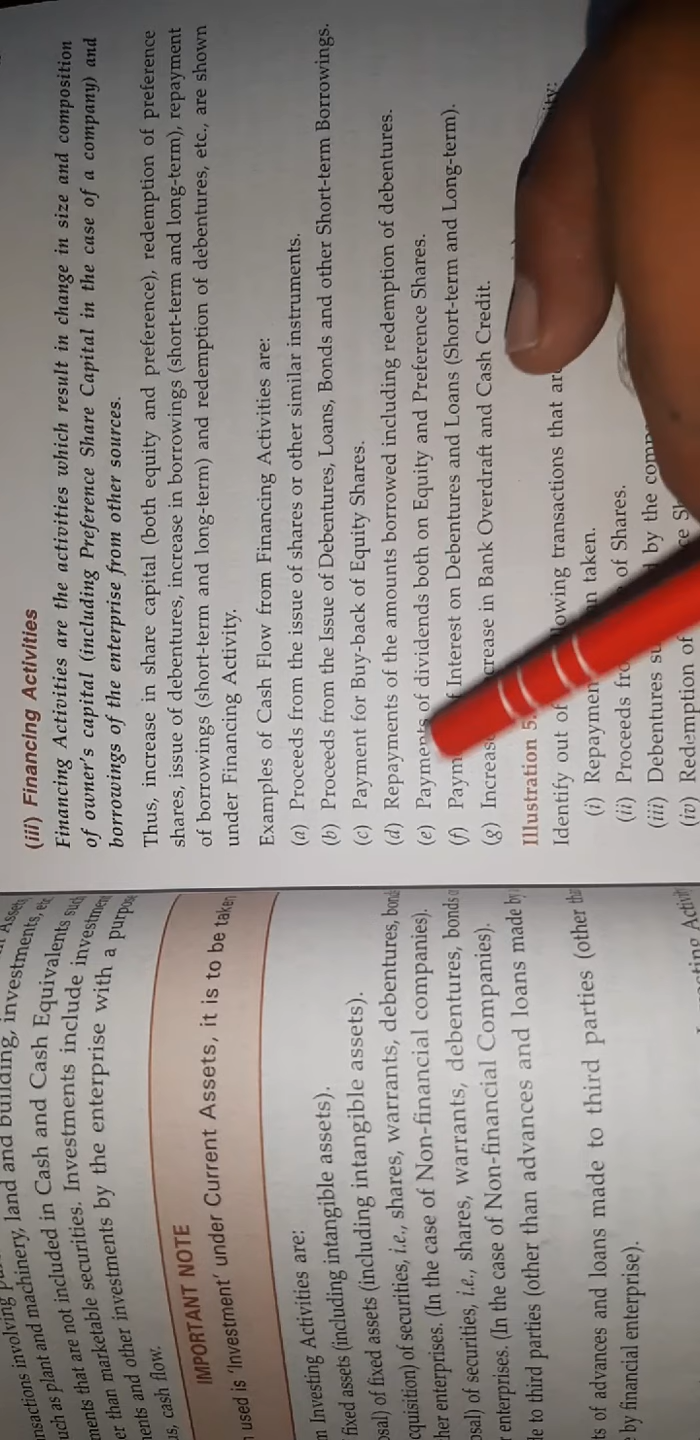 nsactions involving
land and building, investments, etc
uch as plant and machinery,
ments that are not included in Cash and Cash Equivalents such
er than marketable securities. Investments include investment
ments and other investments by the enterprise with a purpose
us, cash flow.
IMPORTANT NOTE
used is 'Investment' under Current Assets, it is to be taken
m Investing Activities are:
fixed assets (including intangible assets).
osal) of fixed assets (including intangible assets).
cquisition) of securities, i.e., shares, warrants, debentures, bonds
her enterprises. (In the case of Non-financial companies).
osal) of securities, i.e., shares, warrants, debentures, bonds o
r enterprises. (In the case of Non-financial Companies).
le to third parties (other than advances and loans made by
ts of advances and loans made to third parties (other tha
by financial enterprise).
(iii) Financing Activities
Financing Activities are the activities which result in change in size and composition
of owner's capital (including Preference Share Capital in the case of a company) and
borrowings of the enterprise from other sources.
Thus, increase in share capital (both equity and preference), redemption of preference
shares, issue of debentures, increase in borrowings (short-term and long-term), repayment
of borrowings (short-term and long-term) and redemption of debentures, etc., are shown
under Financing Activity.
Examples of Cash Flow from Financing Activities are:
(a) Proceeds from the issue of shares or other similar instruments.
(b) Proceeds from the Issue of Debentures, Loans, Bonds and other Short-term Borrowings.
(c) Payment for Buy-back of Equity Shares.
(d) Repayments of the amounts borrowed including redemption of debentures.
(e) Payments of dividends both on Equity and Preference Shares.
(f) Paym Interest on Debentures and Loans (Short-term and Long-term).
(g) Increase crease in Bank Overdraft and Cash Credit.
Illustration 5.
Identify out of lowing transactions that are ity:
(i) Repaymen n taken.
(ii) Proceeds fro of Shares.
(iii) Debentures su d by the comp
(iv) Redemption of ce Sh